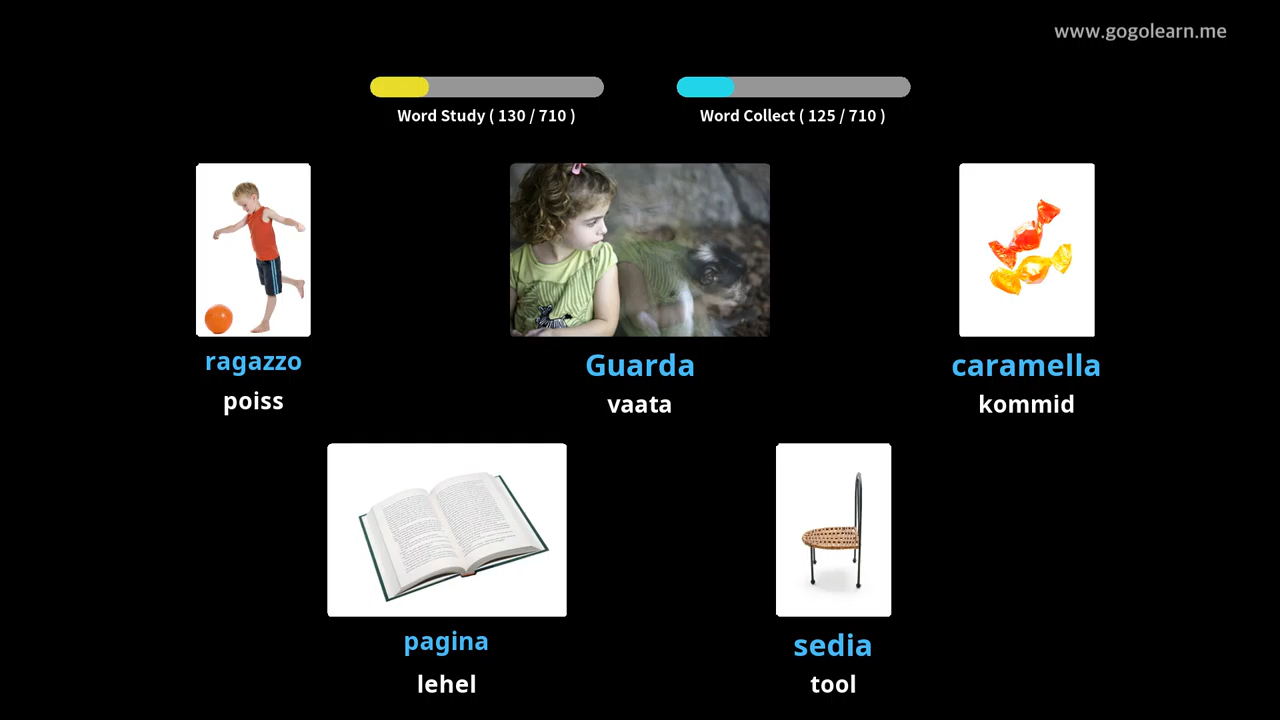 www.gogolearn.me
Word Study ( 130 / 710 )
Word Collect ( 125 / 710 )
ragazzo
poiss
Guarda
vaata
caramella
kommid
pagina
lehel
sedia
tool